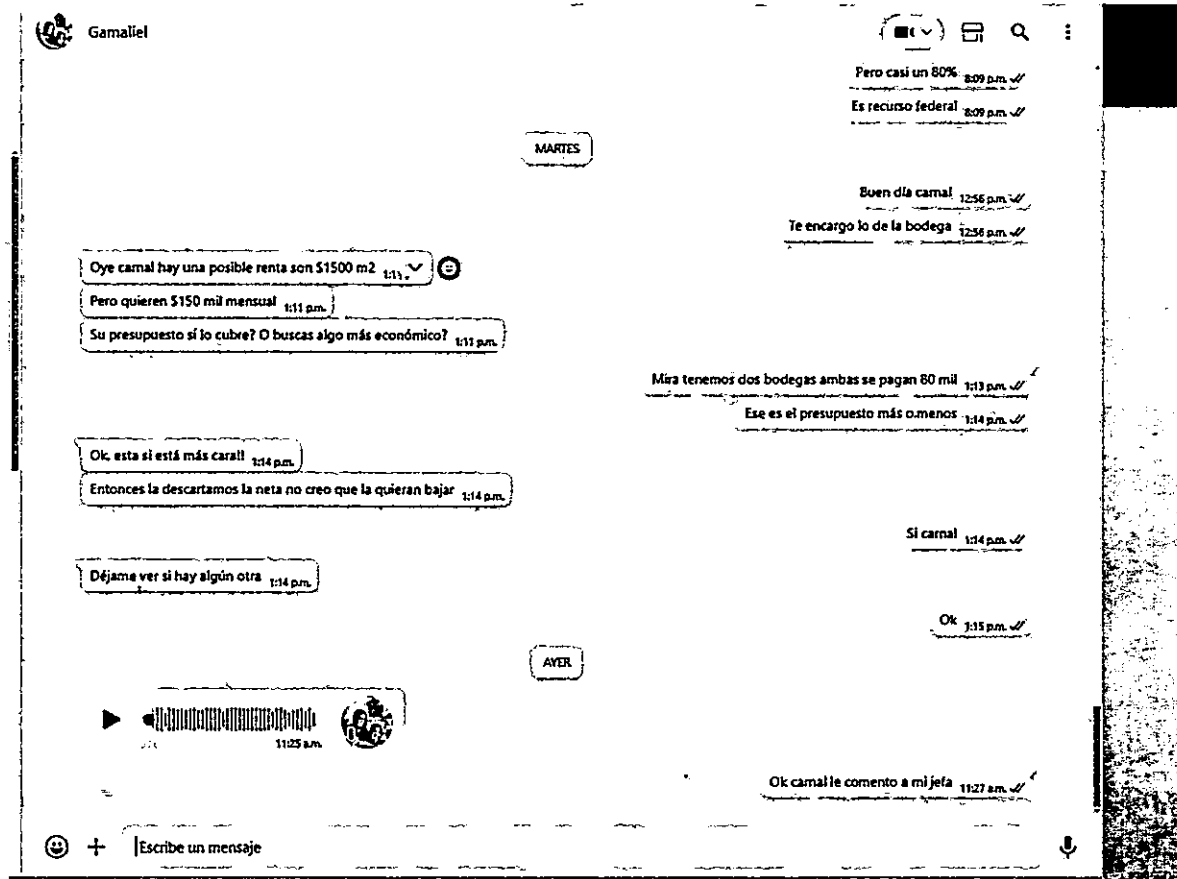 Gamaliel
Pero casi un 80% 8:09 p.m.
Es recurso federal 8:09 p.m.
MARTES
Buen día carnal 12:56 p.m.
Te encargo lo de la bodega 12:56 p.m.
Oye carnal hay una posible renta son $1500 m2 1:11
Pero quieren $150 mil mensual 1:11 p.m.
Su presupuesto sí lo cubre? O buscas algo más económico? 1:11 p.m.
Mira tenemos dos bodegas ambas se pagan 80 mil 1:13 p.m.
Ese es el presupuesto más o menos 1:14 p.m.
Ok, esta si está más cara!! 1:14 p.m.
Entonces la descartamos la neta no creo que la quieran bajar 1:14 p.m.
Si carnal 1:14 p.m.
Déjame ver si hay algún otra 1:14 p.m.
Ok 1:15 p.m.
AYER
11:25 a.m.
Ok carnal le comento a mi jefa 11:27 a.m.
Escribe un mensaje